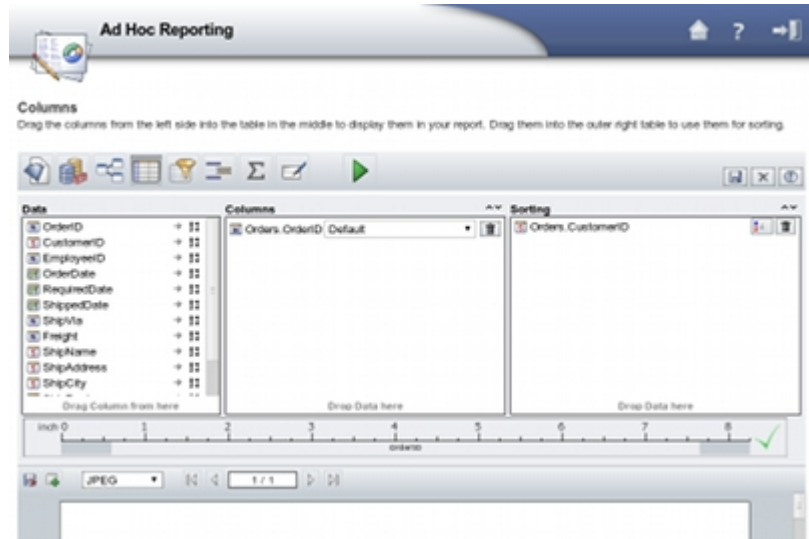 Ad Hoc Reporting
?
Columns
Drag the columns from the left side into the table in the middle to display them in your report. Drag them into the outer right table to use them for sorting.
Data
Columns
Sorting
OrderID
CustomerID
EmployeeID
OrderDate
RequiredDate
ShippedDate
ShipVia
Freight
ShipName
ShipAddress
ShipCity
Drag Column from here
Orders.OrderID Default
Drop Data here
Orders.CustomerID
Drop Data here
inch 0 1 2 3 4 5 6 7 8
OrderID
JPEG
1 / 1